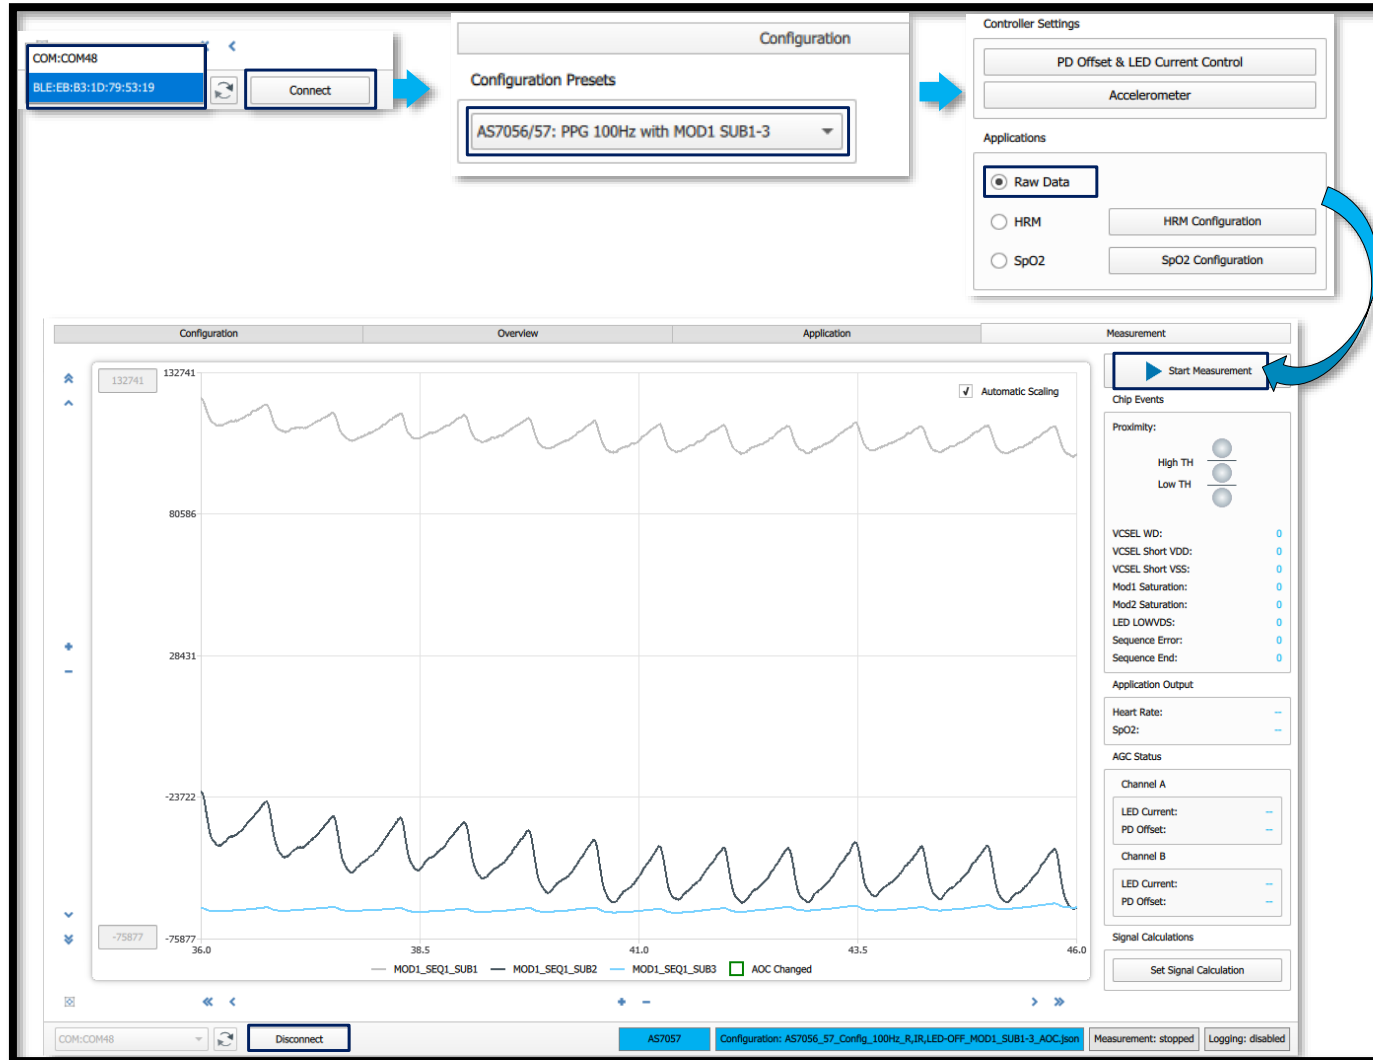 COM:COM48
BLE:EB:B3:1D:79:53:19
Connect
Configuration
Configuration Presets
AS7056/57: PPG 100Hz with MOD1 SUB1-3
Controller Settings
PD Offset & LED Current Control
Accelerometer
Applications
Raw Data
HRM
HRM Configuration
SpO2
SpO2 Configuration
Configuration
Overview
Application
Measurement
132741
132741
Automatic Scaling
80586
28431
-23722
-75877
-75877
36.0
38.5
41.0
43.5
46.0
MOD1_SEQ1_SUB1
MOD1_SEQ1_SUB2
MOD1_SEQ1_SUB3
AOC Changed
Start Measurement
Chip Events
Proximity:
High TH
Low TH
VCSEL WD: 0
VCSEL Short VDD: 0
VCSEL Short VSS: 0
Mod1 Saturation: 0
Mod2 Saturation: 0
LED LOWVDS: 0
Sequence Error: 0
Sequence End: 0
Application Output
Heart Rate: --
SpO2: --
AGC Status
Channel A
LED Current: --
PD Offset: --
Channel B
LED Current: --
PD Offset: --
Signal Calculations
Set Signal Calculation
COM:COM48
Disconnect
AS7057
Configuration: AS7056_57_Config_100Hz_R,IR,LED-OFF_MOD1_SUB1-3_AOC.json
Measurement: stopped
Logging: disabled